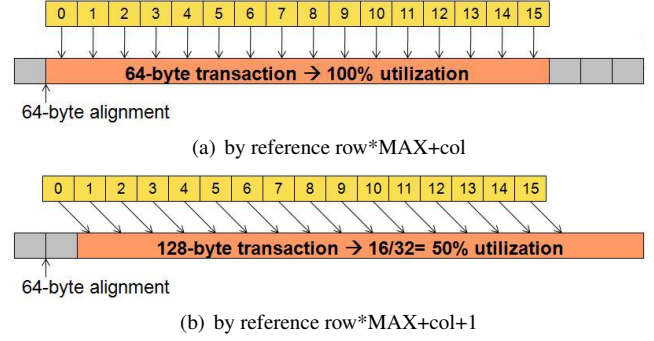 0 1 2 3 4 5 6 7 8 9 10 11 12 13 14 15
64-byte transaction → 100% utilization
64-byte alignment
(a) by reference row*MAX+col
0 1 2 3 4 5 6 7 8 9 10 11 12 13 14 15
128-byte transaction → 16/32= 50% utilization
64-byte alignment
(b) by reference row*MAX+col+1